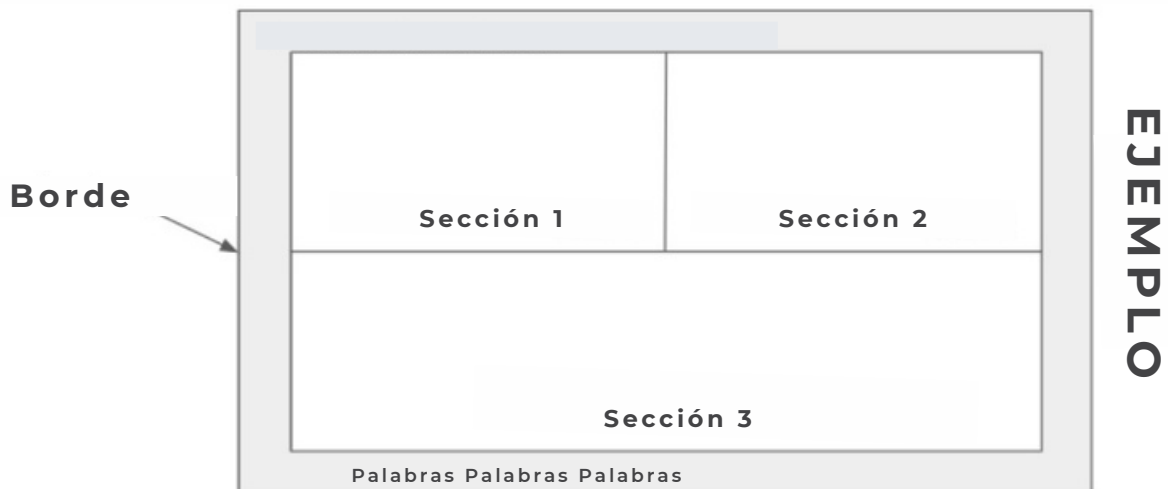 Borde
Sección 1
Sección 2
Sección 3
Palabras Palabras Palabras
EJEMPLO